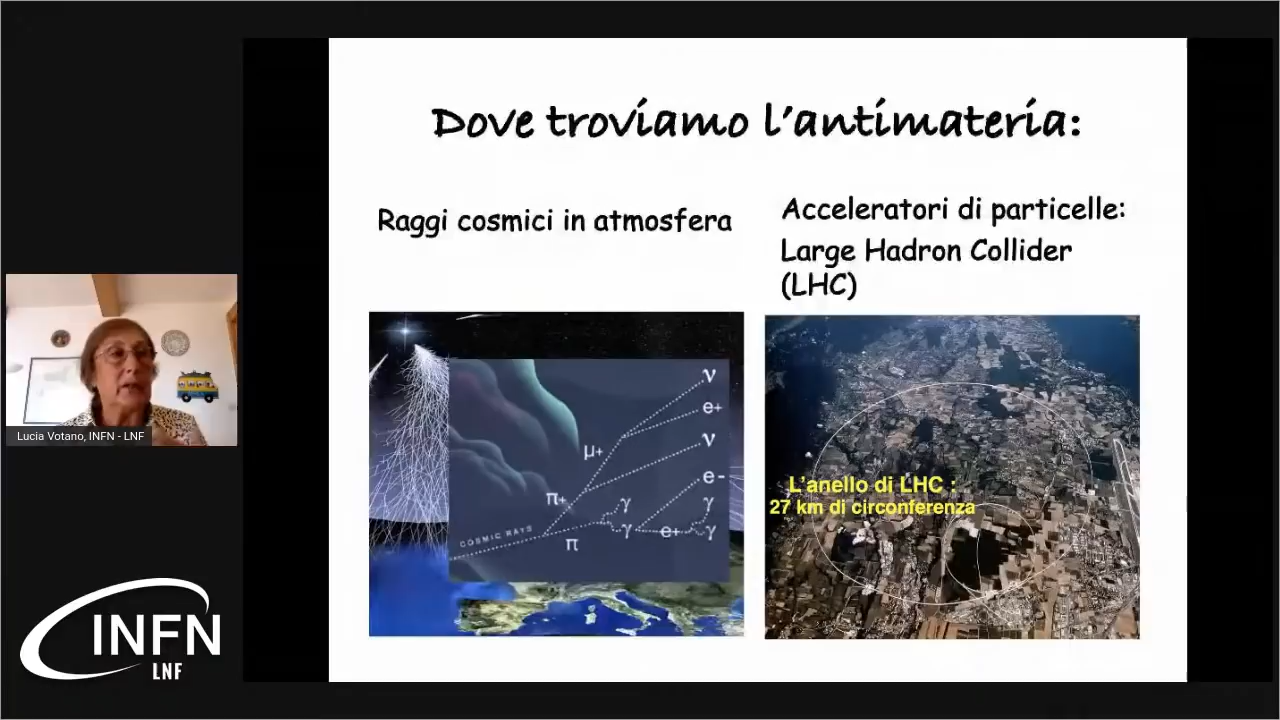 Dove troviamo l'antimateria:
Raggi cosmici in atmosfera
Acceleratori di particelle:
Large Hadron Collider
(LHC)
ν
e+
μ+
ν
e-
π+
γ
γ
COSMIC RAYS
π
γ
e+
γ
L'anello di LHC :
27 km di circonferenza
Lucia Votano, INFN - LNF
INFN
LNF